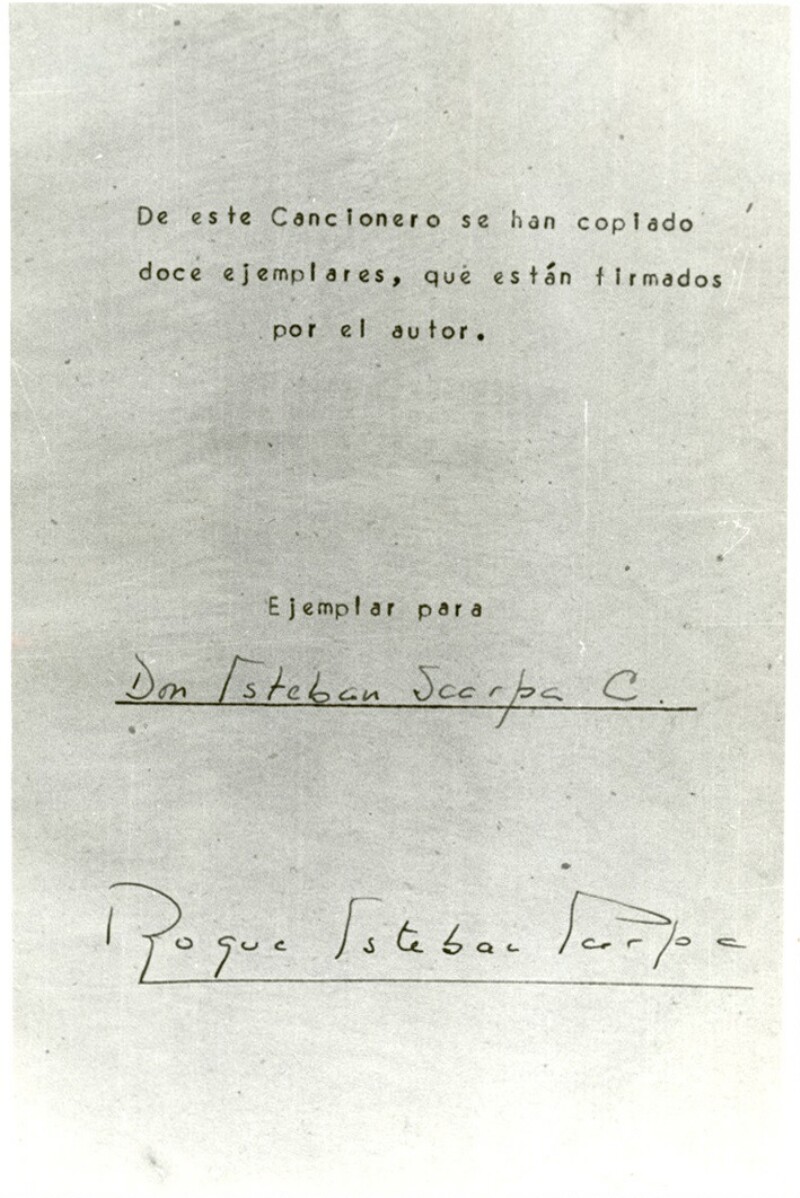 De este Cancionero se han copiado
doce ejemplares, que están firmados
por el autor.
Ejemplar para
Don Esteban Scarpa C.
Roque Esteban Scarpa